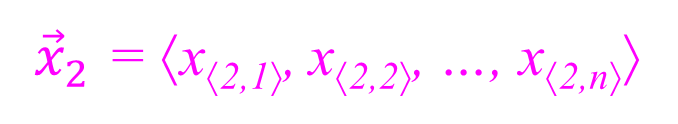 x⃗₂ = ⟨x⟨2,1⟩, x⟨2,2⟩, ..., x⟨2,n⟩⟩